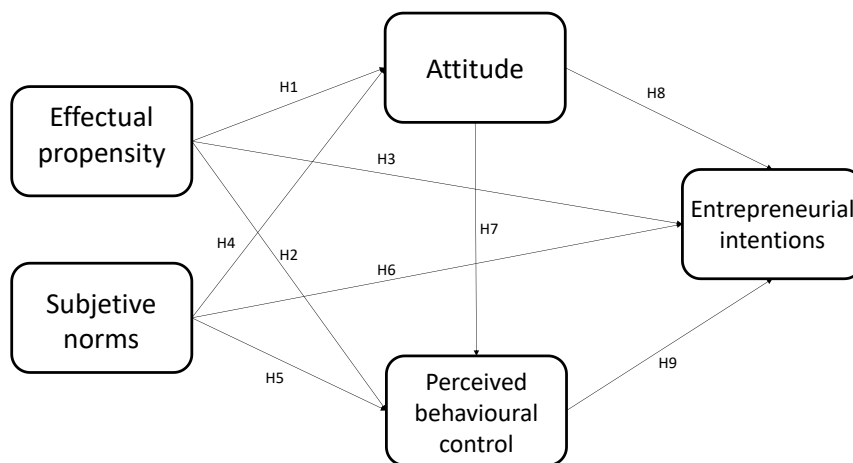 Attitude
H1
H8
Effectual
propensity
H3
Entrepreneurial
intentions
H4
H2
H7
H6
Subjetive
norms
H5
H9
Perceived
behavioural
control